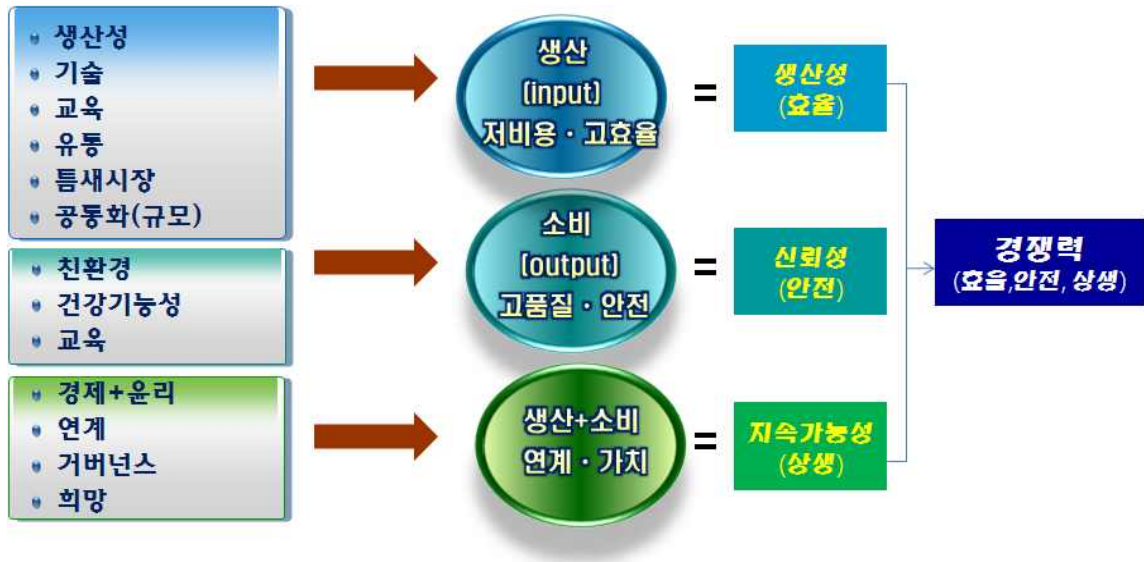 생산성
기술
교육
유통
틈새시장
공동화(규모)
생산
(input)
저비용 · 고효율
=
생산성
(효율)
친환경
건강기능성
교육
소비
(output)
고품질 · 안전
=
신뢰성
(안전)
경제+윤리
연계
거버넌스
희망
생산+소비
연계 · 가치
=
지속가능성
(상생)
경쟁력
(효율,안전, 상생)